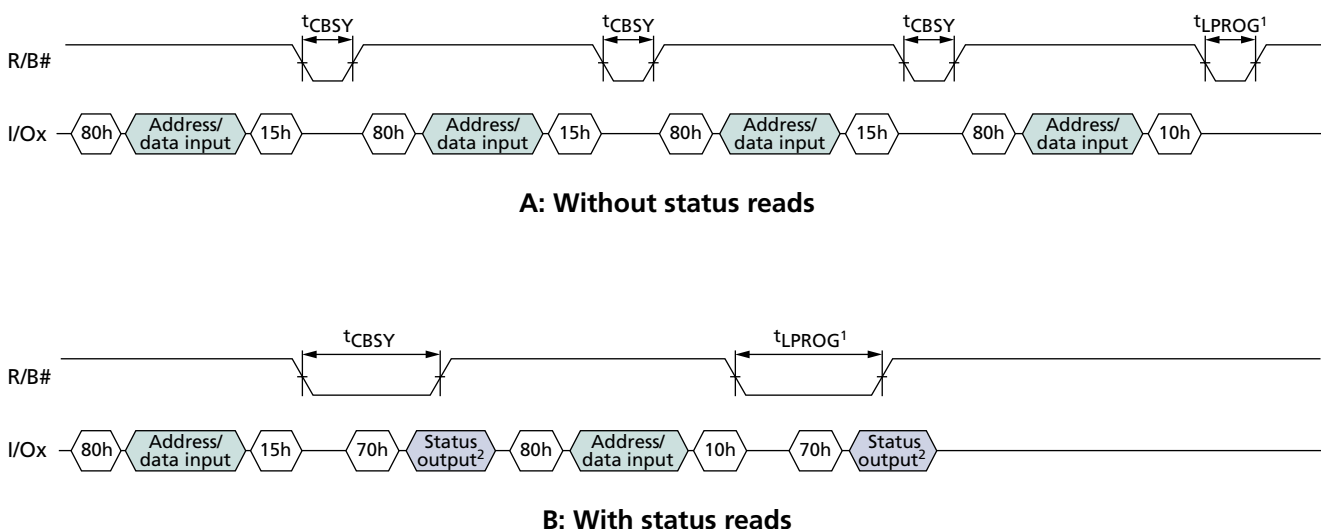 tCBSY tCBSY tCBSY tLPROG¹
R/B#
I/Ox 80h Address/ data input 15h 80h Address/ data input 15h 80h Address/ data input 15h 80h Address/ data input 10h
A: Without status reads
tCBSY tLPROG¹
R/B#
I/Ox 80h Address/ data input 15h 70h Status output² 80h Address/ data input 10h 70h Status output²
B: With status reads